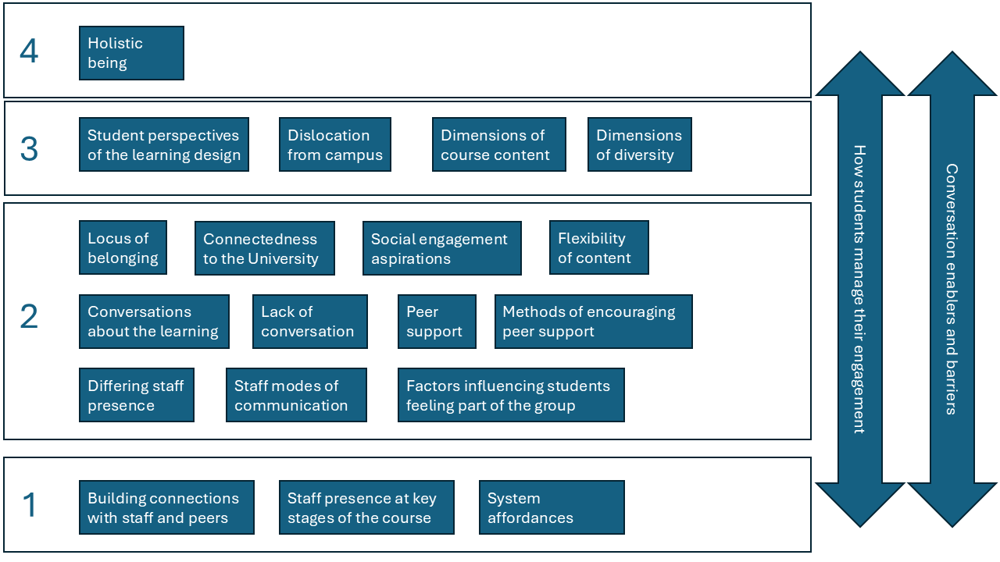 4
Holistic
being
3
Student perspectives
of the learning design
Dislocation
from campus
Dimensions of
course content
Dimensions
of diversity
2
Locus of
belonging
Connectedness
to the University
Social engagement
aspirations
Flexibility
of content
Conversations
about the learning
Lack of
conversation
Peer
support
Methods of encouraging
peer support
Differing staff
presence
Staff modes of
communication
Factors influencing students
feeling part of the group
1
Building connections
with staff and peers
Staff presence at key
stages of the course
System
affordances
How students manage their engagement
Conversation enablers and barriers